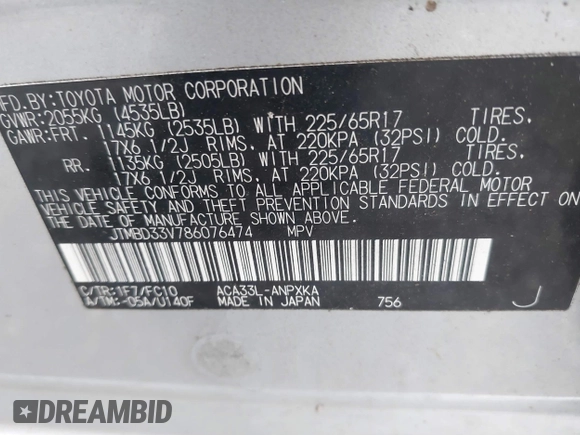 MFD.BY:TOYOTA MOTOR CORPORATION
GVWR:2055KG (4535LB)
GAWR:FRT. 1145KG (2535LB) WITH 225/65R17 TIRES.
17X6 1/2J RIMS. AT 220KPA (32PSI) COLD.
RR. 1135KG (2505LB) WITH 225/65R17 TIRES.
17X6 1/2J RIMS. AT 220KPA (32PSI) COLD.
THIS VEHICLE CONFORMS TO ALL APPLICABLE FEDERAL MOTOR
VEHICLE SAFETY AND THEFT PREVENTION STANDARDS IN EFFECT ON
THE DATE OF MANUFACTURE SHOWN ABOVE.
JTMBD33V786076474 MPV
C/TR:1F7/FC10 ACA33L-ANPXKA
A/TM:-05A/U140F MADE IN JAPAN 756 J
DREAMBID